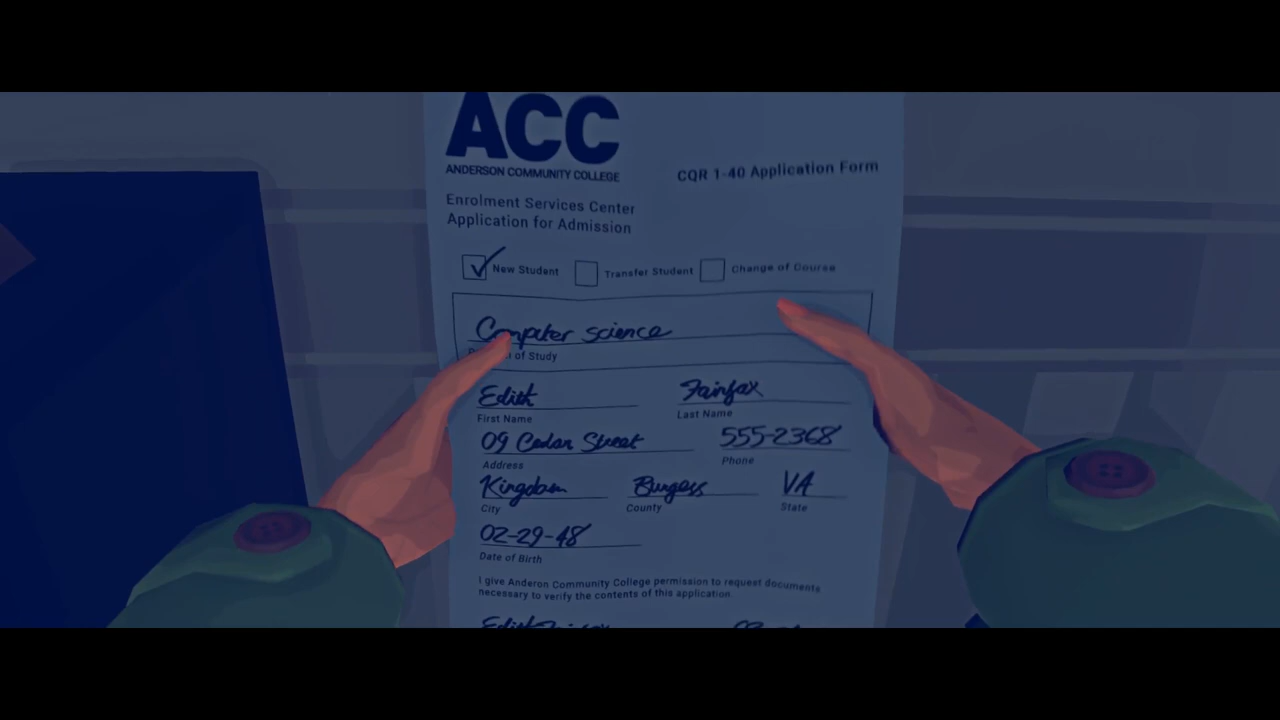 ACC
ANDERSON COMMUNITY COLLEGE
CQR 1-40 Application Form
Enrolment Services Center
Application for Admission
New Student Transfer Student Change of Course
Computer science
of Study
Edith Fairfax
First Name Last Name
09 Cedar Street 555-2368
Address Phone
Kingdom Burgess VA
City County State
02-29-48
Date of Birth
I give Anderon Community College permission to request documents
necessary to verify the contents of this application.
Edith Fairfax